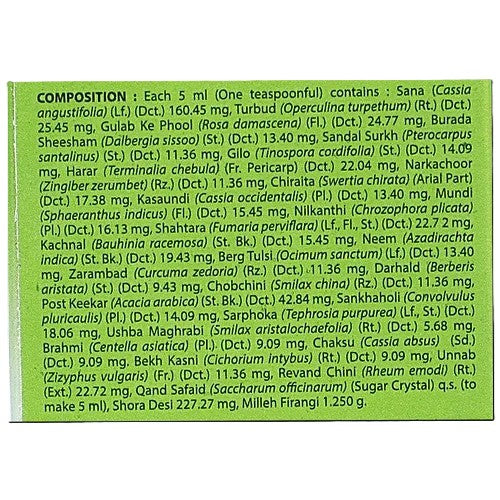 COMPOSITION : Each 5 ml (One teaspoonful) contains : Sana (Cassia
angustifolia) (Lf.) (Dct.) 160.45 mg, Turbud (Operculina turpethum) (Rt.) (Dct.)
25.45 mg, Gulab Ke Phool (Rosa damascena) (Fl.) (Dct.) 24.77 mg, Burada
Sheesham (Dalbergia sissoo) (St.) (Dct.) 13.40 mg, Sandal Surkh (Pterocarpus
santalinus) (St.) (Dct.) 11.36 mg, Gilo (Tinospora cordifolia) (St.) (Dct.) 14.09
mg, Harar (Terminalia chebula) (Fr. Pericarp) (Dct.) 22.04 mg, Narkachoor
(Zingiber zerumbet) (Rz.) (Dct.) 11.36 mg, Chiraita (Swertia chirata) (Arial Part)
(Dct.) 17.38 mg, Kasaundi (Cassia occidentalis) (Pl.) (Dct.) 13.40 mg, Mundi
(Sphaeranthus indicus) (Fl.) (Dct.) 15.45 mg, Nilkanthi (Chrozophora plicata)
(Pl.) (Dct.) 16.13 mg, Shahtara (Fumaria perviflara) (Lf., Fl., St.) (Dct.) 22.7 2 mg,
Kachnal (Bauhinia racemosa) (St. Bk.) (Dct.) 15.45 mg, Neem (Azadirachta
indica) (St. Bk.) (Dct.) 19.43 mg, Berg Tulsi (Ocimum sanctum) (Lf.) (Dct.) 13.40
mg, Zarambad (Curcuma zedoria) (Rz.) (Dct.) 11.36 mg, Darhald (Berberis
aristata) (St.) (Dct.) 9.43 mg, Chobchini (Smilax china) (Rz.) (Dct.) 11.36 mg,
Post Keekar (Acacia arabica) (St. Bk.) (Dct.) 42.84 mg, Sankhaholi (Convolvulus
pluricaulis) (Pl.) (Dct.) 14.09 mg, Sarphoka (Tephrosia purpurea) (Lf., St.) (Dct.)
18.06 mg, Ushba Maghrabi (Smilax aristalochaefolia) (Rt.) (Dct.) 5.68 mg,
Brahmi (Centella asiatica) (Pl.) (Dct.) 9.09 mg, Chaksu (Cassia absus) (Sd.)
(Dct.) 9.09 mg, Bekh Kasni (Cichorium intybus) (Rt.) (Dct.) 9.09 mg, Unnab
(Zizyphus vulgaris) (Fr.) (Dct.) 11.36 mg, Revand Chini (Rheum emodi) (Rt.)
(Ext.) 22.72 mg, Qand Safaid (Saccharum officinarum) (Sugar Crystal) q.s. (to
make 5 ml), Shora Desi 227.27 mg, Milleh Firangi 1.250 g.